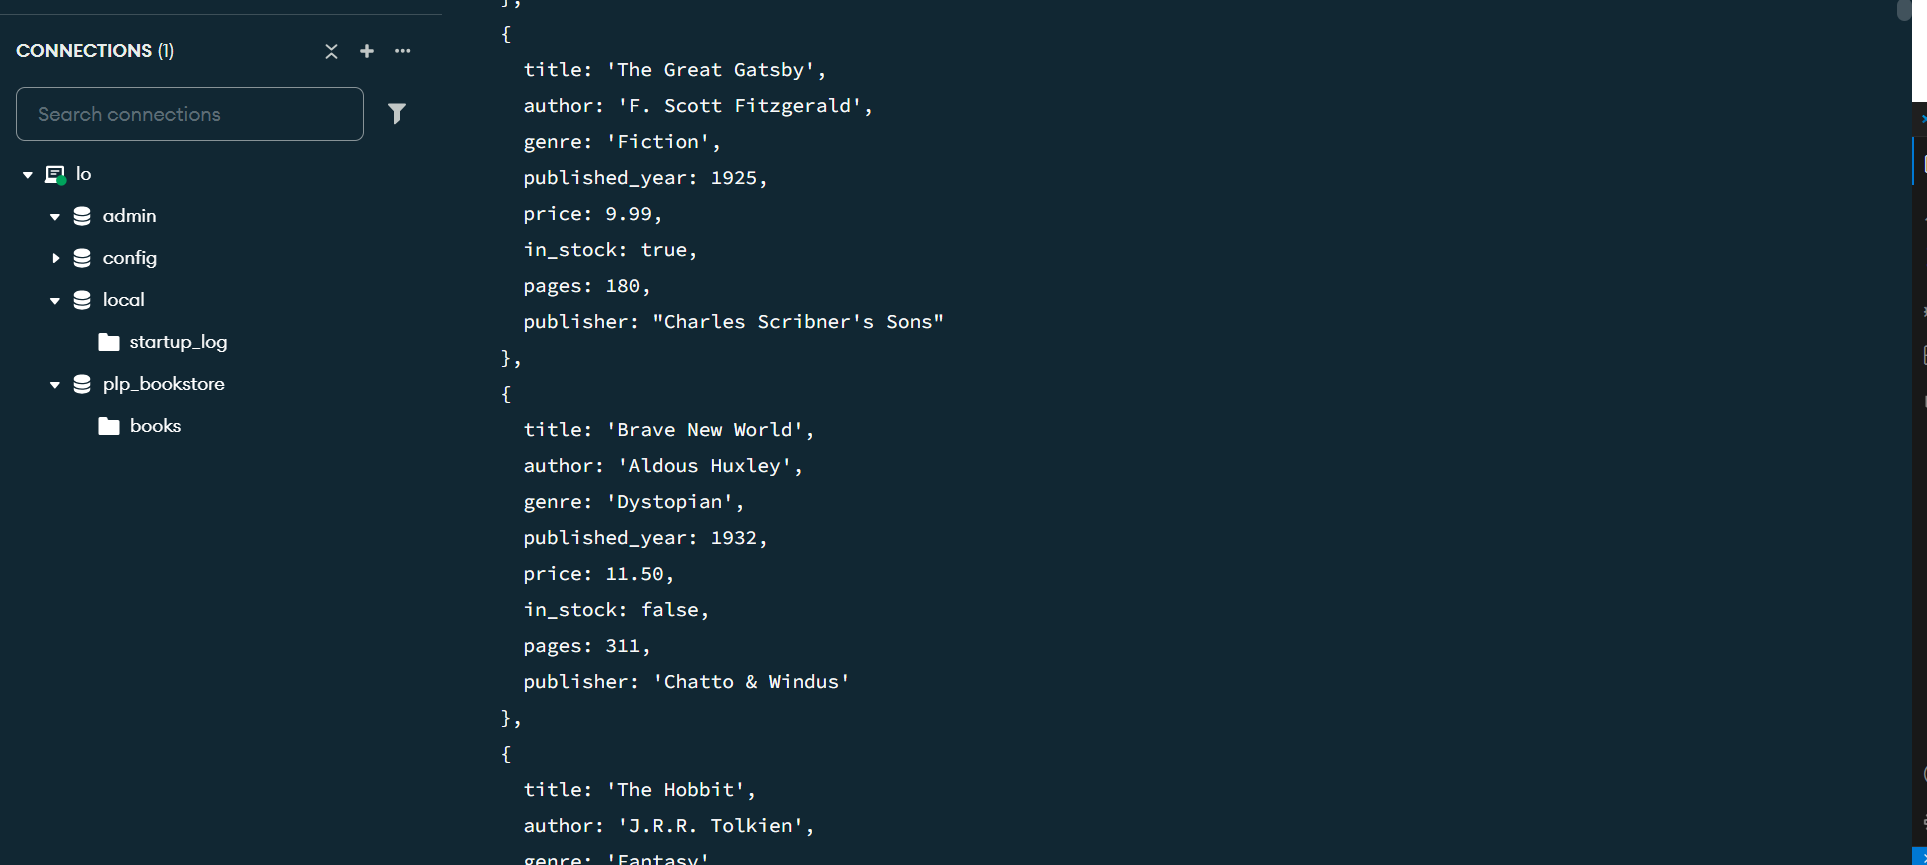 CONNECTIONS (1)
Search connections
lo
admin
config
local
startup_log
plp_bookstore
books
},
{
title: 'The Great Gatsby',
author: 'F. Scott Fitzgerald',
genre: 'Fiction',
published_year: 1925,
price: 9.99,
in_stock: true,
pages: 180,
publisher: "Charles Scribner's Sons"
},
{
title: 'Brave New World',
author: 'Aldous Huxley',
genre: 'Dystopian',
published_year: 1932,
price: 11.50,
in_stock: false,
pages: 311,
publisher: 'Chatto & Windus'
},
{
title: 'The Hobbit',
author: 'J.R.R. Tolkien',
genre: 'Fantasy'